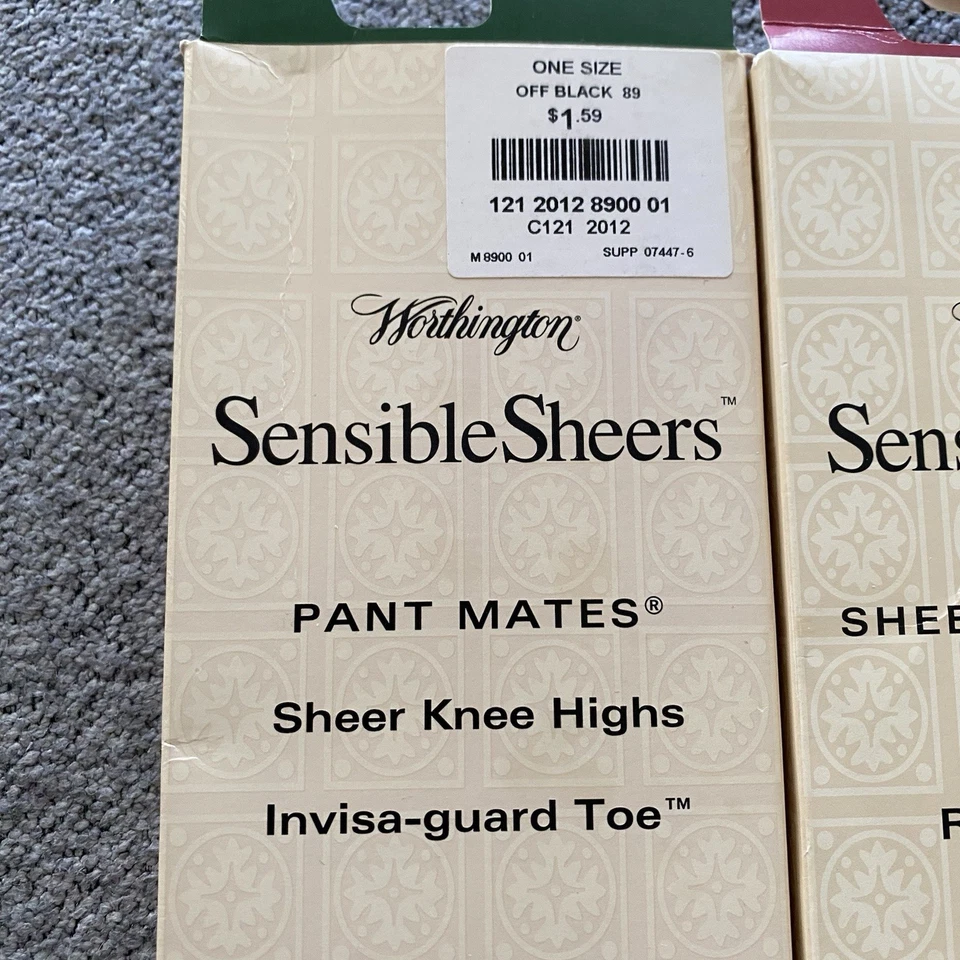 ONE SIZE
OFF BLACK 89
$1.59
121 2012 8900 01
C121 2012
M 8900 01 SUPP 07447-6
Worthington®
SensibleSheers™
PANT MATES®
Sheer Knee Highs
Invisa-guard Toe™
Sens
SHEE